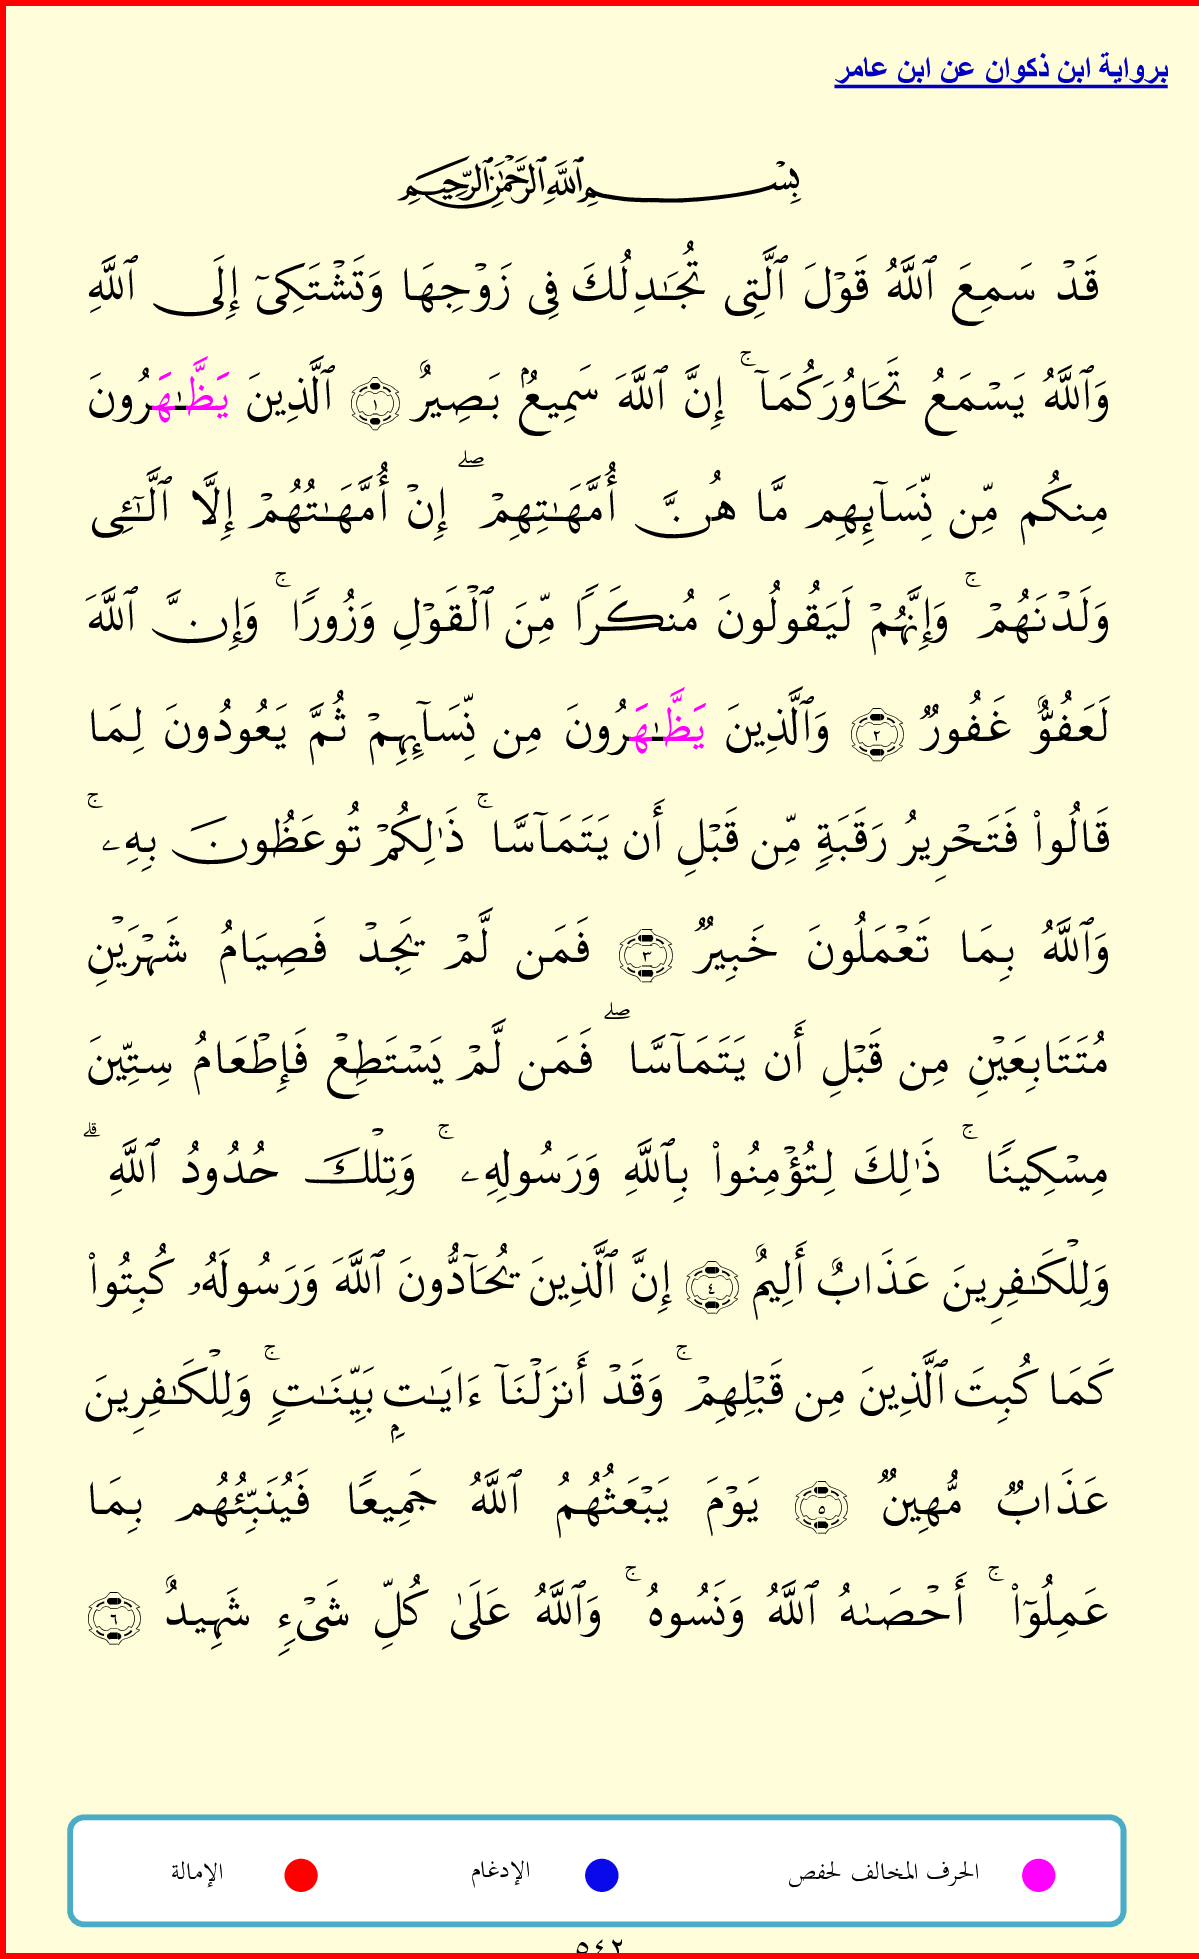 برواية ابن ذكوان عن ابن عامر
بِسْمِ ٱللَّهِ ٱلرَّحْمَٰنِ ٱلرَّحِيمِ
قَدْ سَمِعَ ٱللَّهُ قَوْلَ ٱلَّتِى تُجَٰدِلُكَ فِى زَوْجِهَا وَتَشْتَكِىٓ إِلَى ٱللَّهِ
وَٱللَّهُ يَسْمَعُ تَحَاوُرَكُمَآ ۚ إِنَّ ٱللَّهَ سَمِيعٌۢ بَصِيرٌ ١ ٱلَّذِينَ يَظَّٰهَرُونَ
مِنكُم مِّن نِّسَآئِهِم مَّا هُنَّ أُمَّهَٰتِهِمْ ۖ إِنْ أُمَّهَٰتُهُمْ إِلَّا ٱلَّٰٓـِٔى
وَلَدْنَهُمْ ۚ وَإِنَّهُمْ لَيَقُولُونَ مُنكَرًا مِّنَ ٱلْقَوْلِ وَزُورًا ۚ وَإِنَّ ٱللَّهَ
لَعَفُوٌّ غَفُورٌ ٢ وَٱلَّذِينَ يَظَّٰهَرُونَ مِن نِّسَآئِهِمْ ثُمَّ يَعُودُونَ لِمَا
قَالُوا۟ فَتَحْرِيرُ رَقَبَةٍ مِّن قَبْلِ أَن يَتَمَآسَّا ۚ ذَٰلِكُمْ تُوعَظُونَ بِهِۦ ۚ
وَٱللَّهُ بِمَا تَعْمَلُونَ خَبِيرٌ ٣ فَمَن لَّمْ يَجِدْ فَصِيَامُ شَهْرَيْنِ
مُتَتَابِعَيْنِ مِن قَبْلِ أَن يَتَمَآسَّا ۖ فَمَن لَّمْ يَسْتَطِعْ فَإِطْعَامُ سِتِّينَ
مِسْكِينًا ۚ ذَٰلِكَ لِتُؤْمِنُوا۟ بِٱللَّهِ وَرَسُولِهِۦ ۚ وَتِلْكَ حُدُودُ ٱللَّهِ ۗ
وَلِلْكَٰفِرِينَ عَذَابٌ أَلِيمٌ ٤ إِنَّ ٱلَّذِينَ يُحَآدُّونَ ٱللَّهَ وَرَسُولَهُۥ كُبِتُوا۟
كَمَا كُبِتَ ٱلَّذِينَ مِن قَبْلِهِمْ ۚ وَقَدْ أَنزَلْنَآ ءَايَٰتٍۭ بَيِّنَٰتٍ ۚ وَلِلْكَٰفِرِينَ
عَذَابٌ مُّهِينٌ ٥ يَوْمَ يَبْعَثُهُمُ ٱللَّهُ جَمِيعًا فَيُنَبِّئُهُم بِمَا
عَمِلُوٓا۟ ۚ أَحْصَىٰهُ ٱللَّهُ وَنَسُوهُ ۚ وَٱللَّهُ عَلَىٰ كُلِّ شَىْءٍ شَهِيدٌ ٦
الحرف المخالف لحفص الإدغام الإمالة
٥٤٢